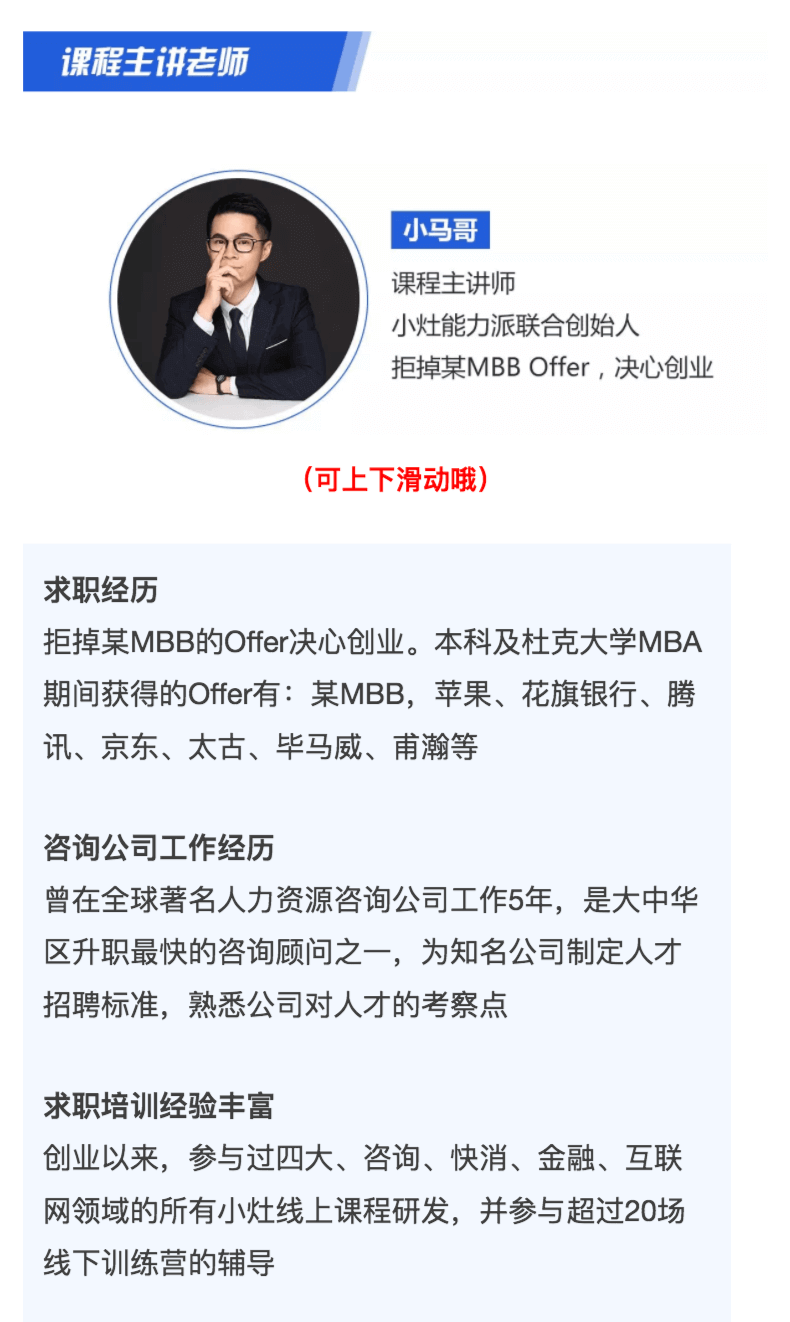 课程主讲老师
小马哥
课程主讲师
小灶能力派联合创始人
拒掉某MBB Offer，决心创业
（可上下滑动哦）
求职经历
拒掉某MBB的Offer决心创业。本科及杜克大学MBA
期间获得的Offer有：某MBB，苹果、花旗银行、腾
讯、京东、太古、毕马威、甫瀚等
咨询公司工作经历
曾在全球著名人力资源咨询公司工作5年，是大中华
区升职最快的咨询顾问之一，为知名公司制定人才
招聘标准，熟悉公司对人才的考察点
求职培训经验丰富
创业以来，参与过四大、咨询、快消、金融、互联
网领域的所有小灶线上课程研发，并参与超过20场
线下训练营的辅导